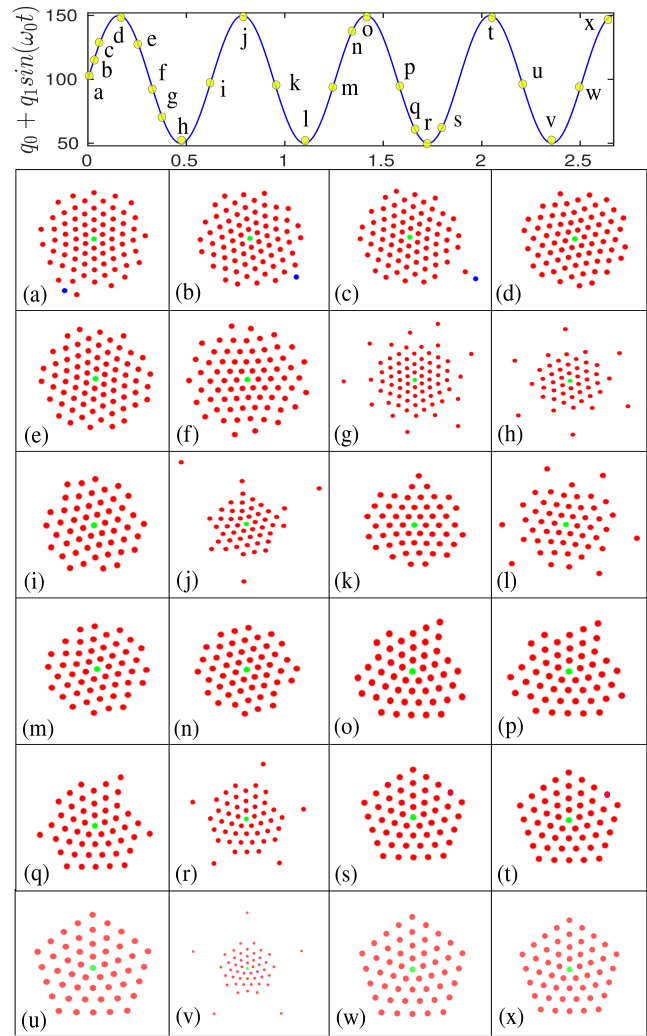 q₀ + q₁sin(ω₀t)
150
100
50
a b c d e f g h i j k l m n o p q r s t u v w x
0 0.5 1 1.5 2 2.5
(a) (b) (c) (d)
(e) (f) (g) (h)
(i) (j) (k) (l)
(m) (n) (o) (p)
(q) (r) (s) (t)
(u) (v) (w) (x)